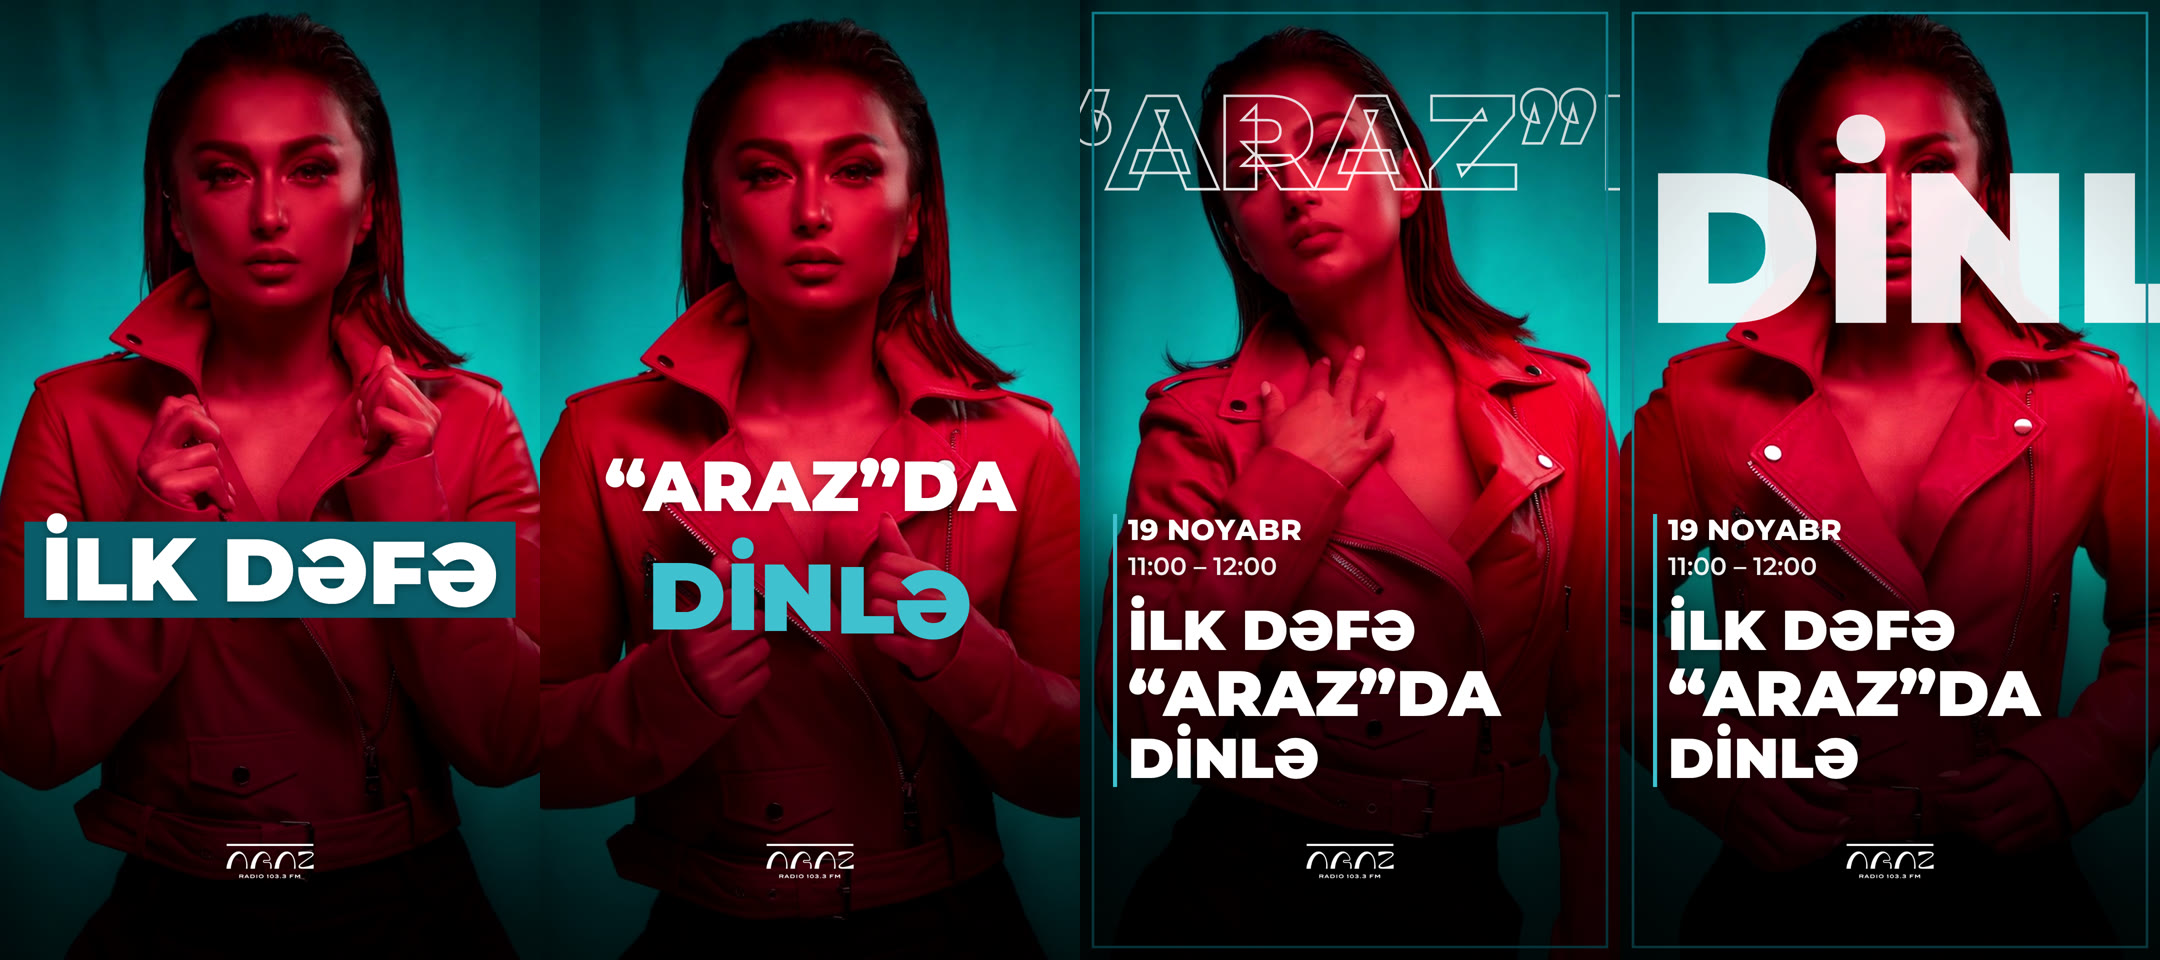 İLK DƏFƏ
ARAZ
RADIO 103.3 FM
“ARAZ”DA
DİNLƏ
ARAZ
RADIO 103.3 FM
“ARAZ”
19 NOYABR
11:00 – 12:00
İLK DƏFƏ
“ARAZ”DA
DİNLƏ
ARAZ
RADIO 103.3 FM
DİNL
19 NOYABR
11:00 – 12:00
İLK DƏFƏ
“ARAZ”DA
DİNLƏ
ARAZ
RADIO 103.3 FM